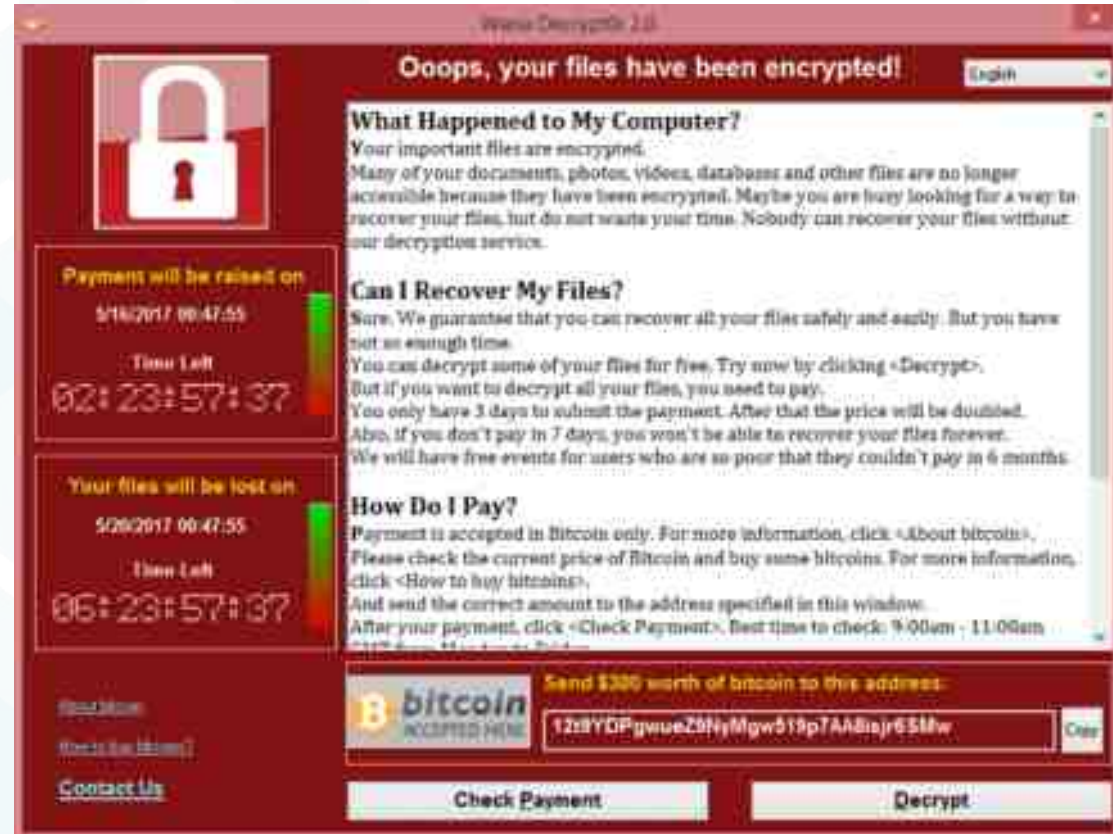 Wana Decrypt0r 2.0
Ooops, your files have been encrypted!
English
What Happened to My Computer?
Your important files are encrypted.
Many of your documents, photos, videos, databases and other files are no longer
accessible because they have been encrypted. Maybe you are busy looking for a way to
recover your files, but do not waste your time. Nobody can recover your files without
our decryption service.
Can I Recover My Files?
Sure. We guarantee that you can recover all your files safely and easily. But you have
not so enough time.
You can decrypt some of your files for free. Try now by clicking <Decrypt>.
But if you want to decrypt all your files, you need to pay.
You only have 3 days to submit the payment. After that the price will be doubled.
Also, if you don't pay in 7 days, you won't be able to recover your files forever.
We will have free events for users who are so poor that they couldn't pay in 6 months.
How Do I Pay?
Payment is accepted in Bitcoin only. For more information, click <About bitcoin>.
Please check the current price of Bitcoin and buy some bitcoins. For more information,
click <How to buy bitcoins>.
And send the correct amount to the address specified in this window.
After your payment, click <Check Payment>. Best time to check: 9:00am - 11:00am
Payment will be raised on
5/16/2017 00:47:55
Time Left
02:23:57:37
Your files will be lost on
5/20/2017 00:47:55
Time Left
06:23:57:37
Contact Us
bitcoin
ACCEPTED HERE
Send $300 worth of bitcoin to this address:
Copy
Check Payment
Decrypt